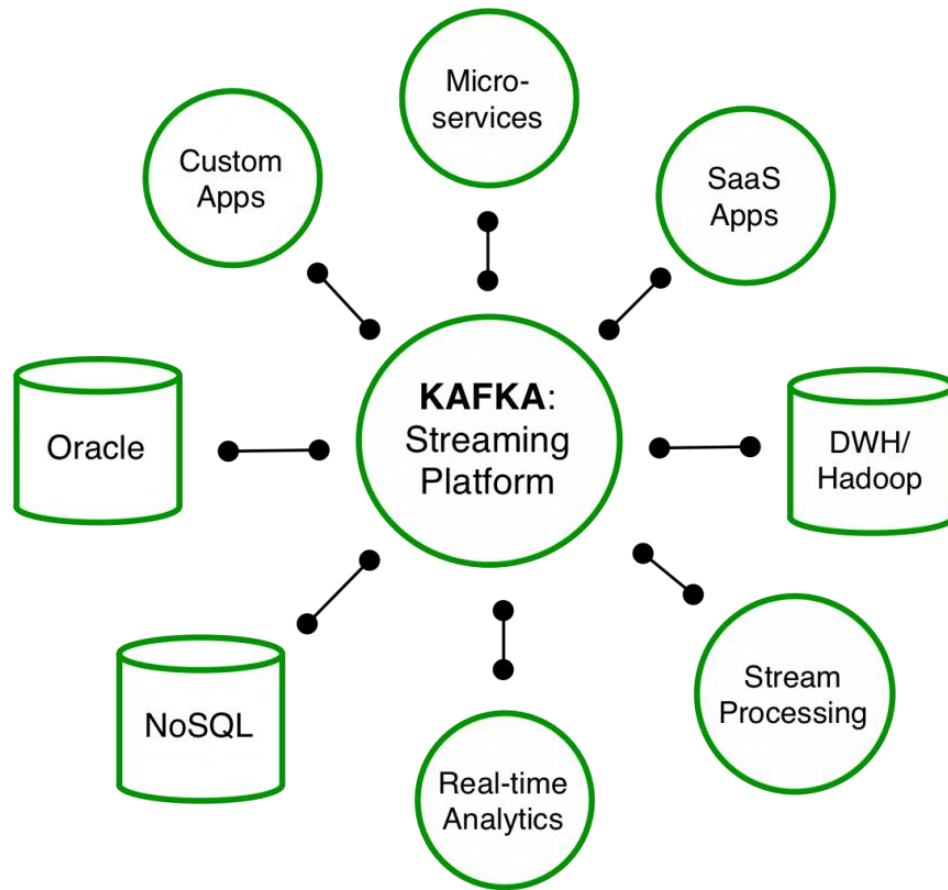 Micro-
services
Custom
Apps
SaaS
Apps
KAFKA:
Streaming
Platform
Oracle
DWH/
Hadoop
NoSQL
Stream
Processing
Real-time
Analytics